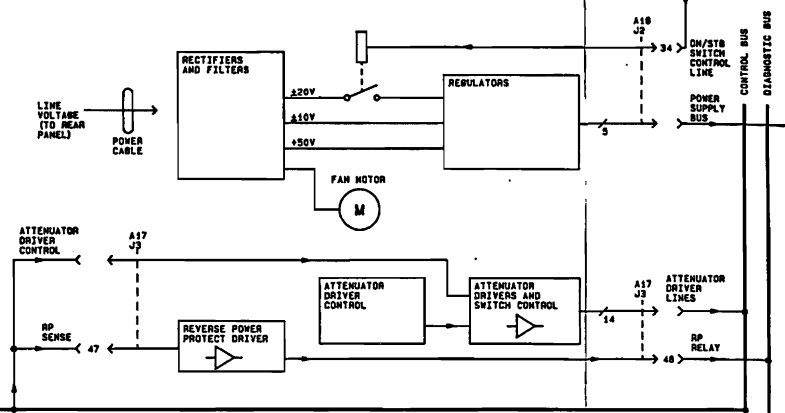 A18
J2
RECTIFIERS
AND FILTERS
34
ON/STB
SWITCH
CONTROL
LINE
CONTROL BUS
DIAGNOSTIC BUS
REGULATORS
±20V
LINE
VOLTAGE
(TO REAR
PANEL)
POWER
CABLE
±10V
+50V
5
POWER
SUPPLY
BUS
FAN MOTOR
M
ATTENUATOR
DRIVER
CONTROL
A17
J3
ATTENUATOR
DRIVER
CONTROL
ATTENUATOR
DRIVERS AND
SWITCH CONTROL
14
A17
J3
ATTENUATOR
DRIVER
LINES
RP
SENSE
47
REVERSE POWER
PROTECT DRIVER
48
RP
RELAY